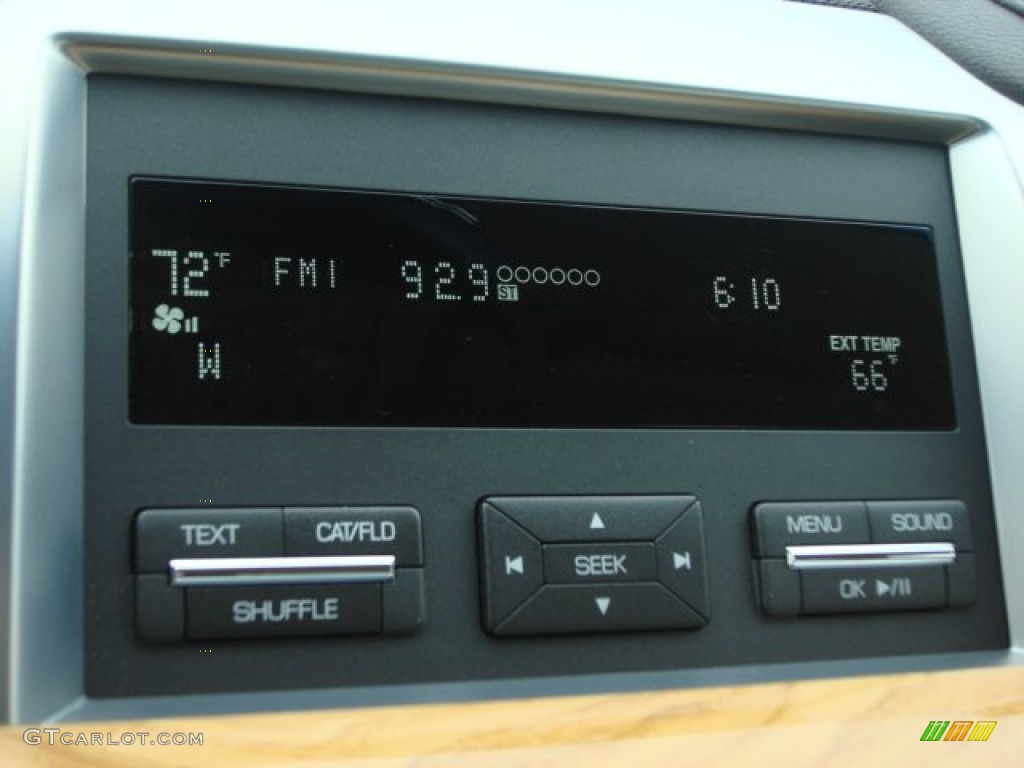 72°F FM1 92.9 ST 6:10
W
EXT TEMP
66°F
TEXT CAT/FLD
SHUFFLE
SEEK
MENU SOUND
OK ►/II
GTCARLOT.COM